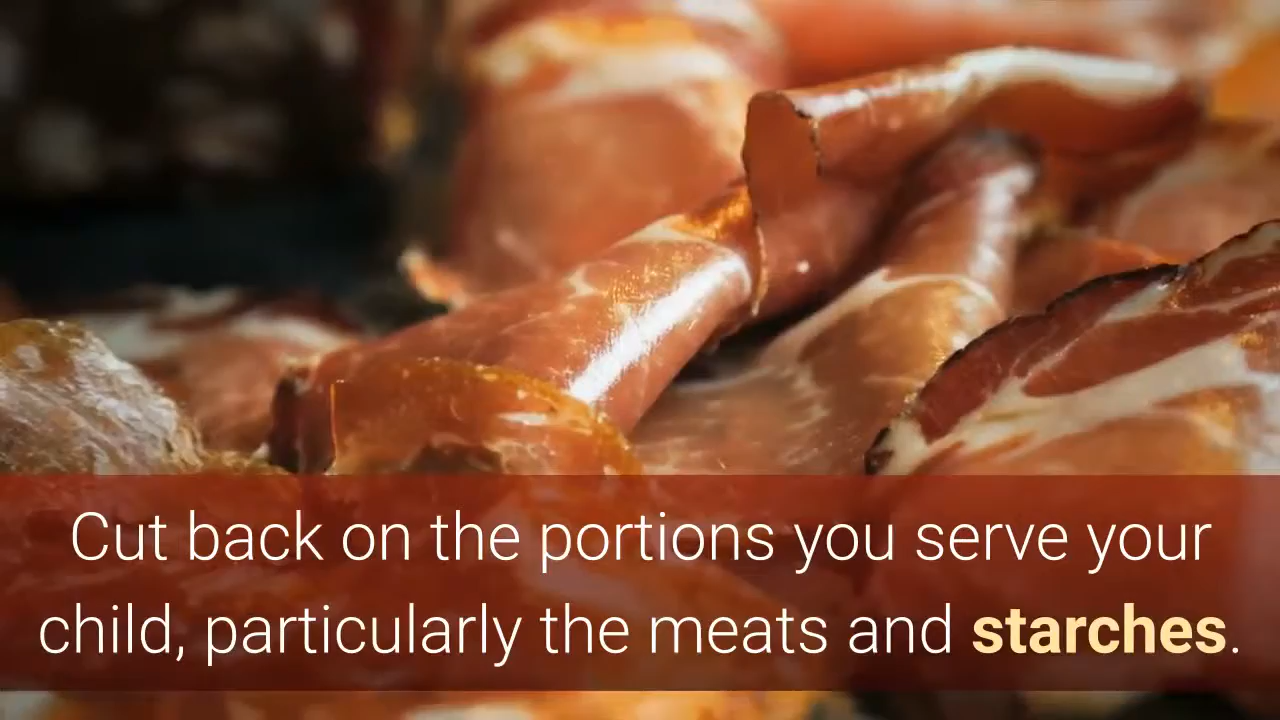 Cut back on the portions you serve your
child, particularly the meats and starches.